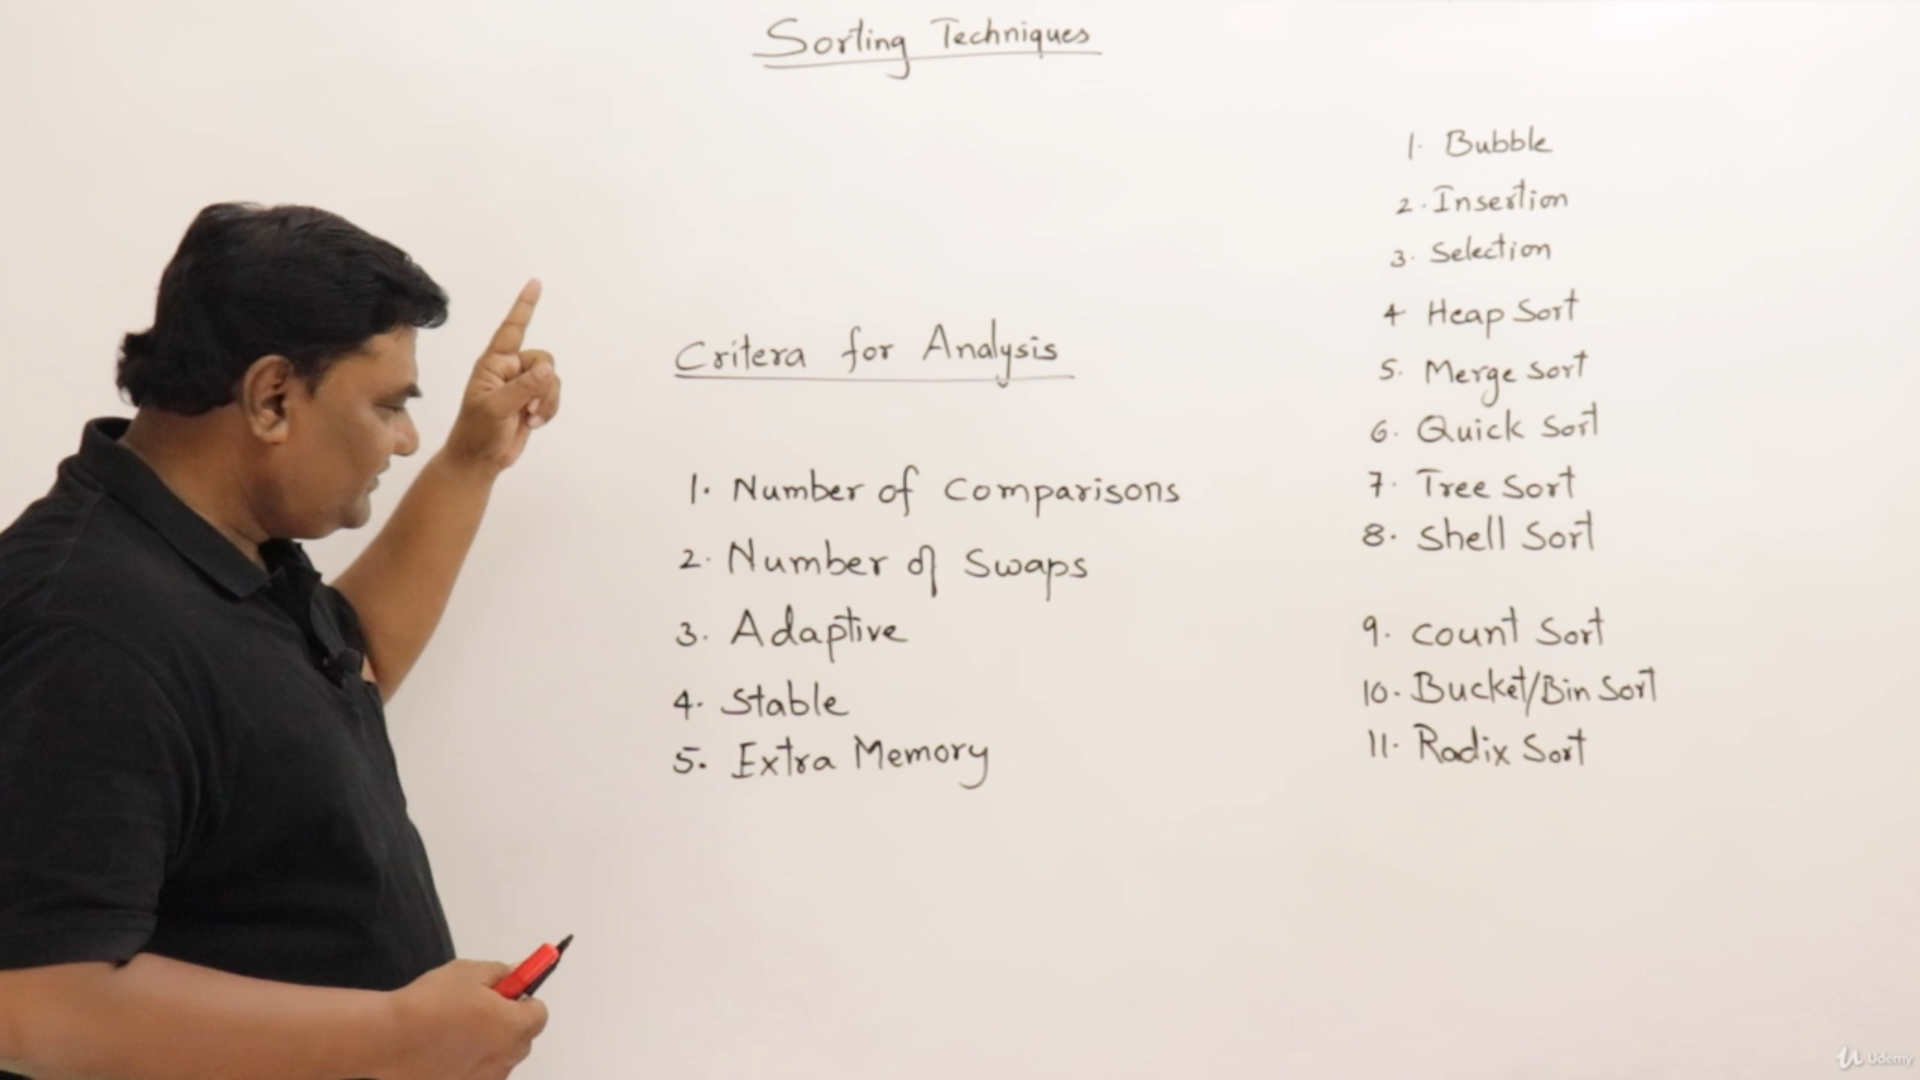 Sorting Techniques
Critera for Analysis
1. Number of Comparisons
2. Number of Swaps
3. Adaptive
4. Stable
5. Extra Memory
1. Bubble
2. Insertion
3. Selection
4 Heap Sort
5. Merge Sort
6. Quick Sort
7. Tree Sort
8. Shell Sort
9. Count Sort
10. Bucket/Bin Sort
11. Radix Sort
Udemy